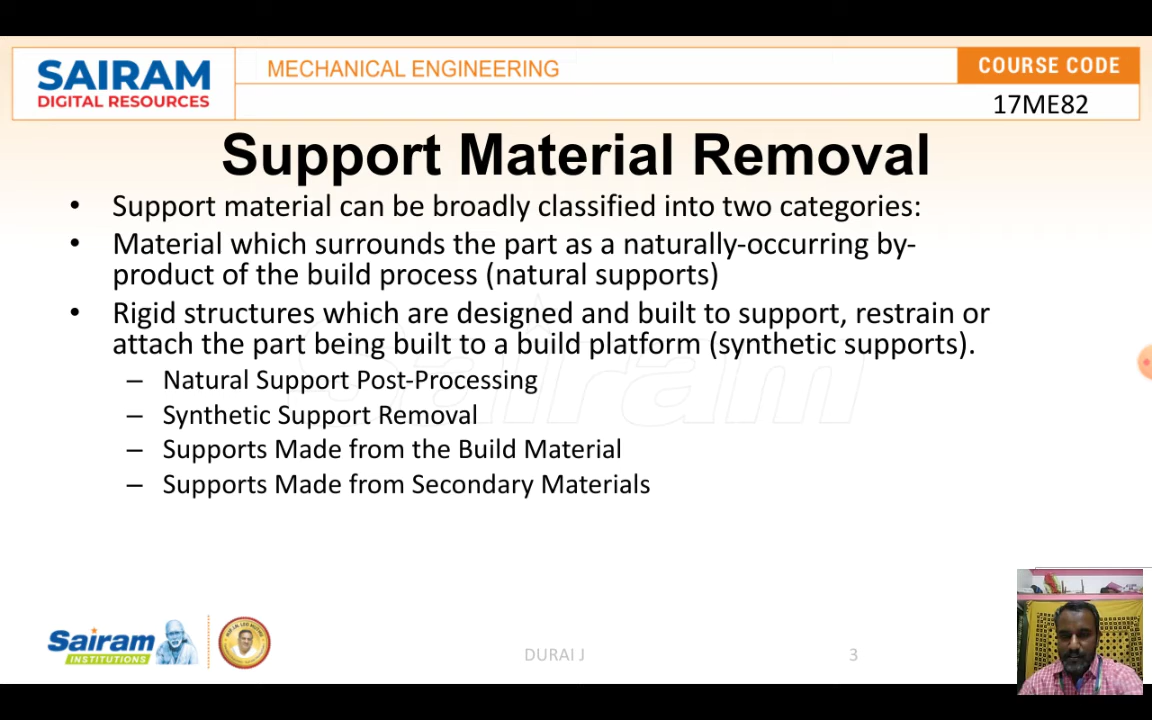 SAIRAM
DIGITAL RESOURCES
MECHANICAL ENGINEERING
COURSE CODE
17ME82
Support Material Removal
• Support material can be broadly classified into two categories:
• Material which surrounds the part as a naturally-occurring by-
product of the build process (natural supports)
• Rigid structures which are designed and built to support, restrain or
attach the part being built to a build platform (synthetic supports).
– Natural Support Post-Processing
– Synthetic Support Removal
– Supports Made from the Build Material
– Supports Made from Secondary Materials
Sairam
Sairam
INSTITUTIONS
DURAI J
3